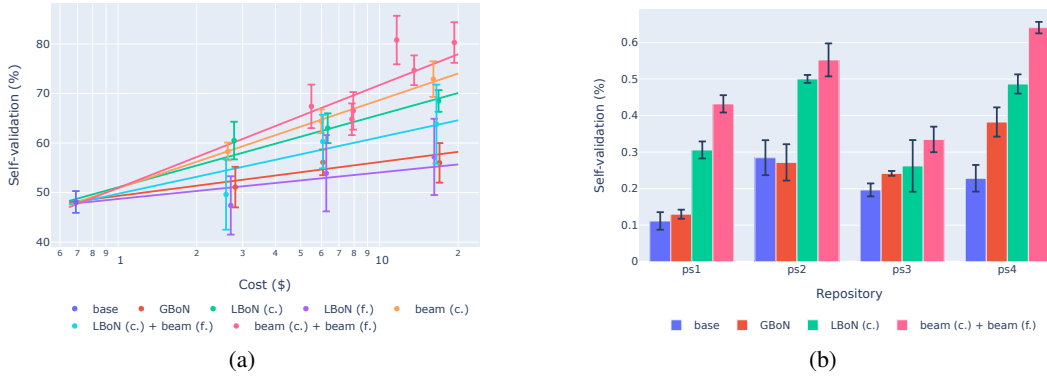 80
70
60
50
40
Self-validation (%)
6 7 8 9 1 2 3 4 5 6 7 8 9 10 2
Cost ($)
base GBoN LBoN (c.) LBoN (f.) beam (c.)
LBoN (c.) + beam (f.) beam (c.) + beam (f.)
(a)
0.6
0.5
0.4
0.3
0.2
0.1
0
Self-validation (%)
ps1 ps2 ps3 ps4
Repository
base GBoN LBoN (c.) beam (c.) + beam (f.)
(b)